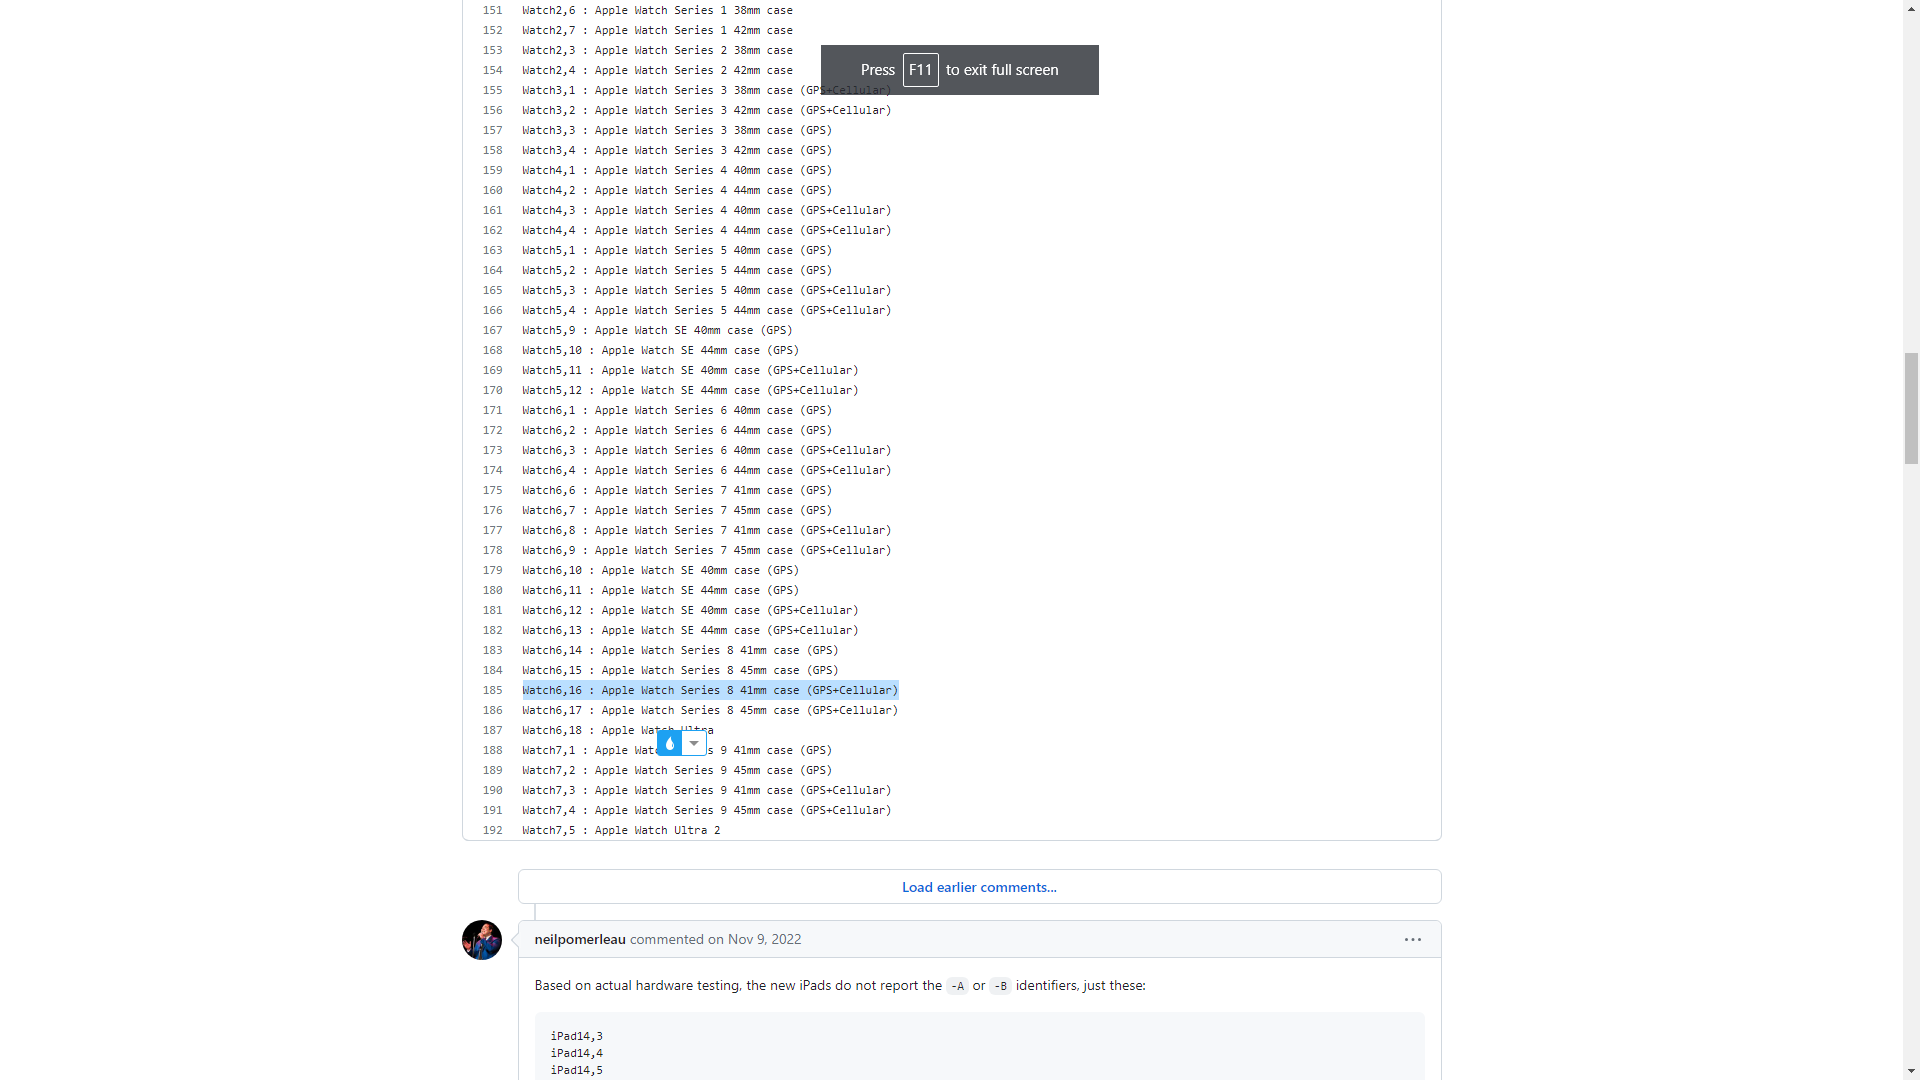 151 Watch2,6 : Apple Watch Series 1 38mm case
152 Watch2,7 : Apple Watch Series 1 42mm case
153 Watch2,3 : Apple Watch Series 2 38mm case
154 Watch2,4 : Apple Watch Series 2 42mm case
Press F11 to exit full screen
155 Watch3,1 : Apple Watch Series 3 38mm case (GPS+Cellular)
156 Watch3,2 : Apple Watch Series 3 42mm case (GPS+Cellular)
157 Watch3,3 : Apple Watch Series 3 38mm case (GPS)
158 Watch3,4 : Apple Watch Series 3 42mm case (GPS)
159 Watch4,1 : Apple Watch Series 4 40mm case (GPS)
160 Watch4,2 : Apple Watch Series 4 44mm case (GPS)
161 Watch4,3 : Apple Watch Series 4 40mm case (GPS+Cellular)
162 Watch4,4 : Apple Watch Series 4 44mm case (GPS+Cellular)
163 Watch5,1 : Apple Watch Series 5 40mm case (GPS)
164 Watch5,2 : Apple Watch Series 5 44mm case (GPS)
165 Watch5,3 : Apple Watch Series 5 40mm case (GPS+Cellular)
166 Watch5,4 : Apple Watch Series 5 44mm case (GPS+Cellular)
167 Watch5,9 : Apple Watch SE 40mm case (GPS)
168 Watch5,10 : Apple Watch SE 44mm case (GPS)
169 Watch5,11 : Apple Watch SE 40mm case (GPS+Cellular)
170 Watch5,12 : Apple Watch SE 44mm case (GPS+Cellular)
171 Watch6,1 : Apple Watch Series 6 40mm case (GPS)
172 Watch6,2 : Apple Watch Series 6 44mm case (GPS)
173 Watch6,3 : Apple Watch Series 6 40mm case (GPS+Cellular)
174 Watch6,4 : Apple Watch Series 6 44mm case (GPS+Cellular)
175 Watch6,6 : Apple Watch Series 7 41mm case (GPS)
176 Watch6,7 : Apple Watch Series 7 45mm case (GPS)
177 Watch6,8 : Apple Watch Series 7 41mm case (GPS+Cellular)
178 Watch6,9 : Apple Watch Series 7 45mm case (GPS+Cellular)
179 Watch6,10 : Apple Watch SE 40mm case (GPS)
180 Watch6,11 : Apple Watch SE 44mm case (GPS)
181 Watch6,12 : Apple Watch SE 40mm case (GPS+Cellular)
182 Watch6,13 : Apple Watch SE 44mm case (GPS+Cellular)
183 Watch6,14 : Apple Watch Series 8 41mm case (GPS)
184 Watch6,15 : Apple Watch Series 8 45mm case (GPS)
185 Watch6,16 : Apple Watch Series 8 41mm case (GPS+Cellular)
186 Watch6,17 : Apple Watch Series 8 45mm case (GPS+Cellular)
187 Watch6,18 : Apple Watch Ultra
188 Watch7,1 : Apple Wat s 9 41mm case (GPS)
189 Watch7,2 : Apple Watch Series 9 45mm case (GPS)
190 Watch7,3 : Apple Watch Series 9 41mm case (GPS+Cellular)
191 Watch7,4 : Apple Watch Series 9 45mm case (GPS+Cellular)
192 Watch7,5 : Apple Watch Ultra 2
Load earlier comments...
neilpomerleau commented on Nov 9, 2022
Based on actual hardware testing, the new iPads do not report the -A or -B identifiers, just these:
iPad14,3
iPad14,4
iPad14,5